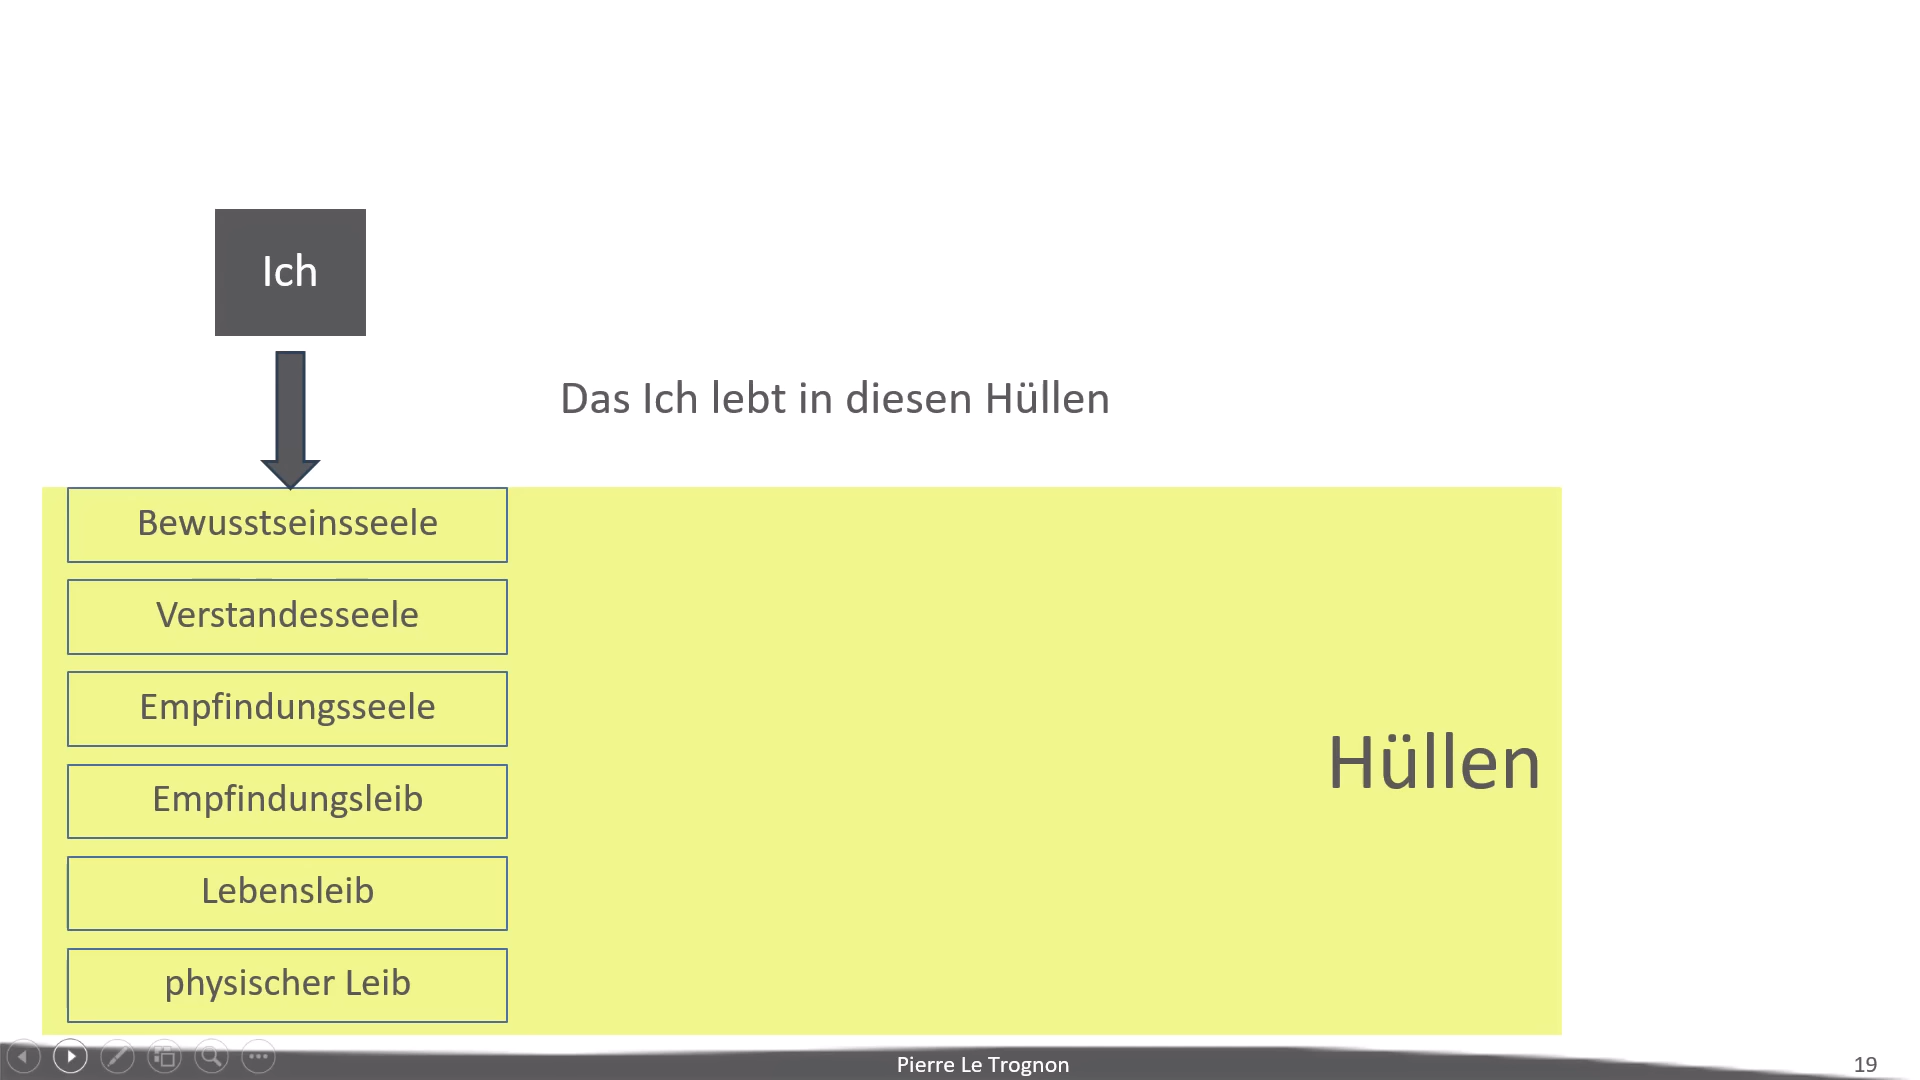 Ich
Das Ich lebt in diesen Hüllen
Bewusstseinsseele
Verstandesseele
Empfindungsseele
Hüllen
Empfindungsleib
Lebensleib
physischer Leib
Pierre Le Trognon
19